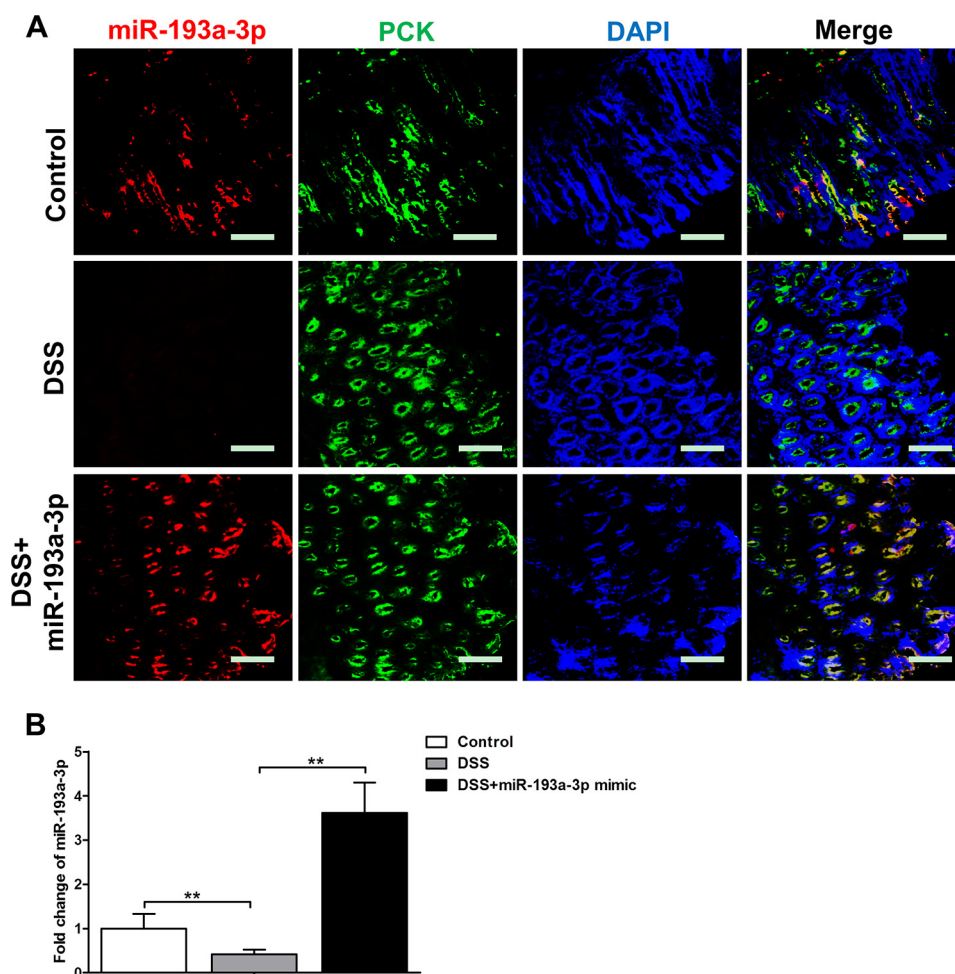 A
miR-193a-3p PCK DAPI Merge
Control
DSS
DSS+
miR-193a-3p
B
Fold change of miR-193a-3p
5
4
3
2
1
0
**
**
Control
DSS
DSS+miR-193a-3p mimic